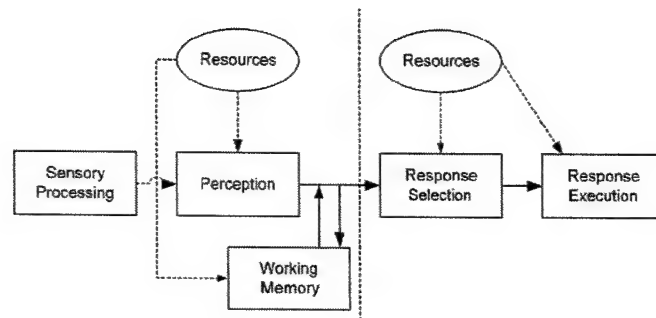 Resources
Resources
Sensory
Processing
Perception
Response
Selection
Response
Execution
Working
Memory